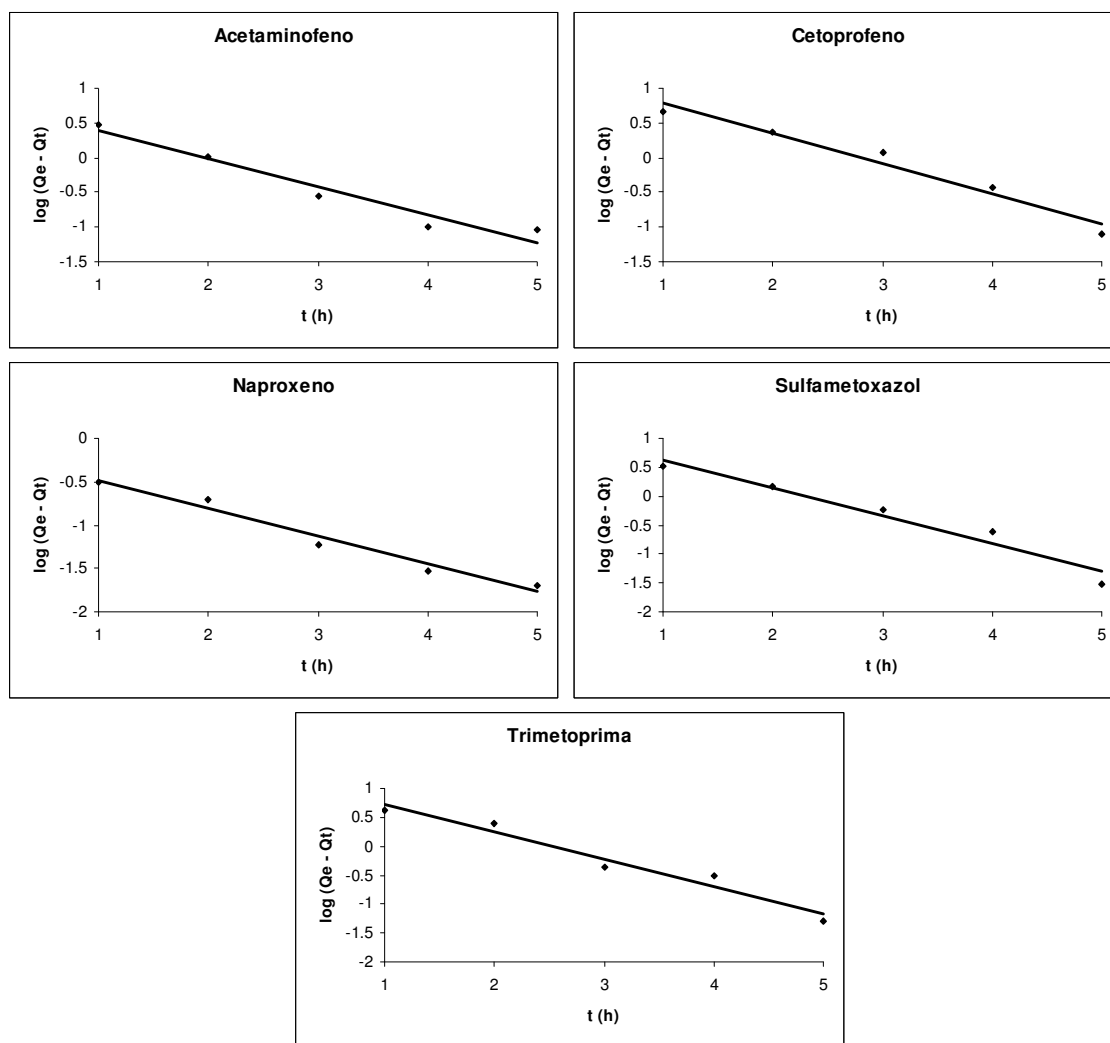 Acetaminofeno
1
0.5
0
-0.5
-1
-1.5
log (Qe - Qt)
1 2 3 4 5
t (h)
Cetoprofeno
1
0.5
0
-0.5
-1
-1.5
log (Qe - Qt)
1 2 3 4 5
t (h)
Naproxeno
0
-0.5
-1
-1.5
-2
log (Qe - Qt)
1 2 3 4 5
t (h)
Sulfametoxazol
1
0.5
0
-0.5
-1
-1.5
-2
log (Qe - Qt)
1 2 3 4 5
t (h)
Trimetoprima
1
0.5
0
-0.5
-1
-1.5
-2
log (Qe - Qt)
1 2 3 4 5
t (h)